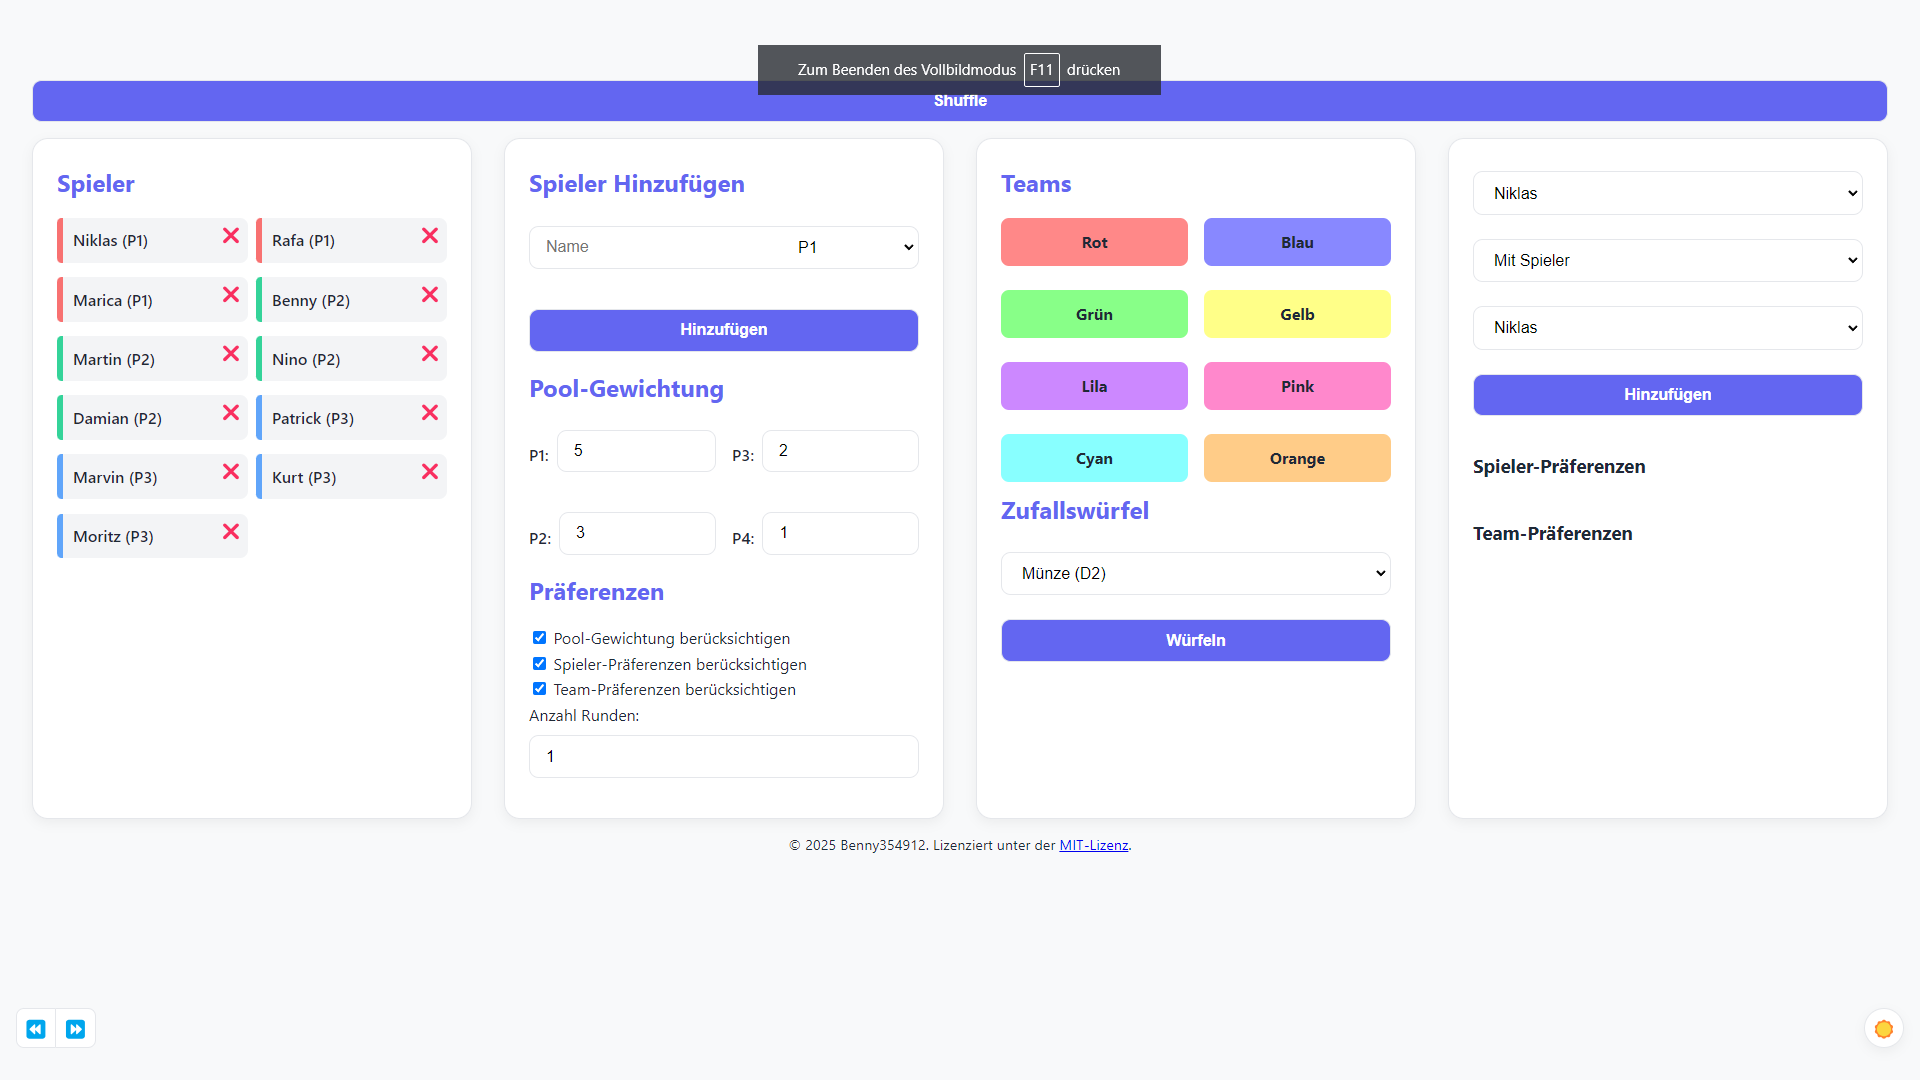 Zum Beenden des Vollbildmodus F11 drücken
Shuffle
Spieler
Niklas (P1)
Rafa (P1)
Marica (P1)
Benny (P2)
Martin (P2)
Nino (P2)
Damian (P2)
Patrick (P3)
Marvin (P3)
Kurt (P3)
Moritz (P3)
Spieler Hinzufügen
Name P1
Hinzufügen
Pool-Gewichtung
P1: 5 P3: 2
P2: 3 P4: 1
Präferenzen
Pool-Gewichtung berücksichtigen
Spieler-Präferenzen berücksichtigen
Team-Präferenzen berücksichtigen
Anzahl Runden:
1
Teams
Rot
Blau
Grün
Gelb
Lila
Pink
Cyan
Orange
Zufallswürfel
Münze (D2)
Würfeln
Niklas
Mit Spieler
Niklas
Hinzufügen
Spieler-Präferenzen
Team-Präferenzen
© 2025 Benny354912. Lizenziert unter der MIT-Lizenz.